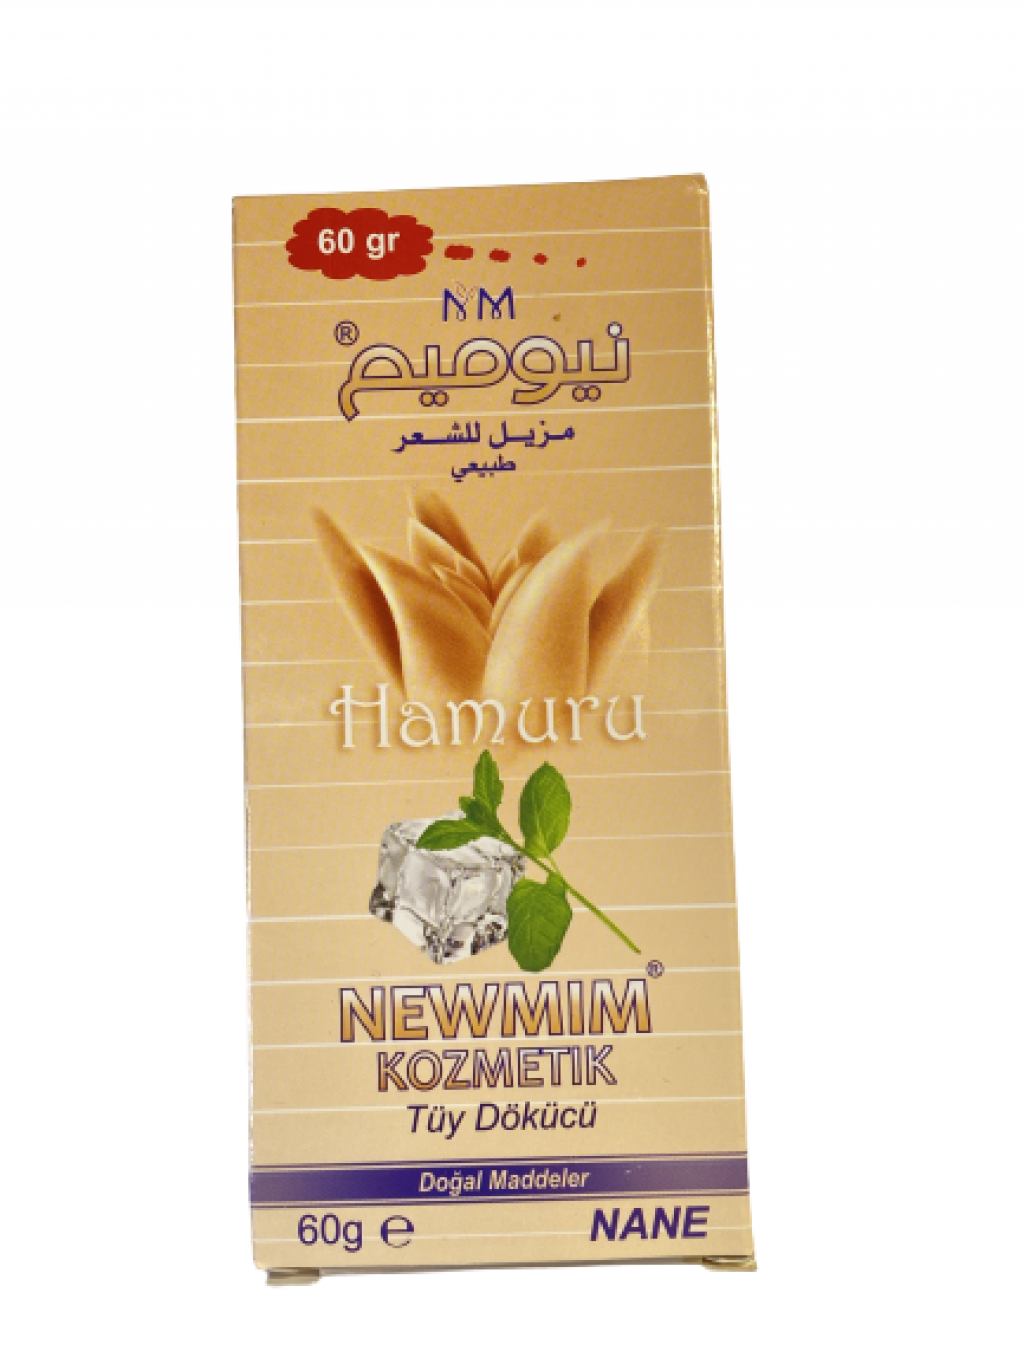 60 gr
NM
نيوميم®
مزيل للشعر
طبيعي
Hamuru
NEWMIM®
KOZMETIK
Tüy Dökücü
Doğal Maddeler
60g ℮
NANE